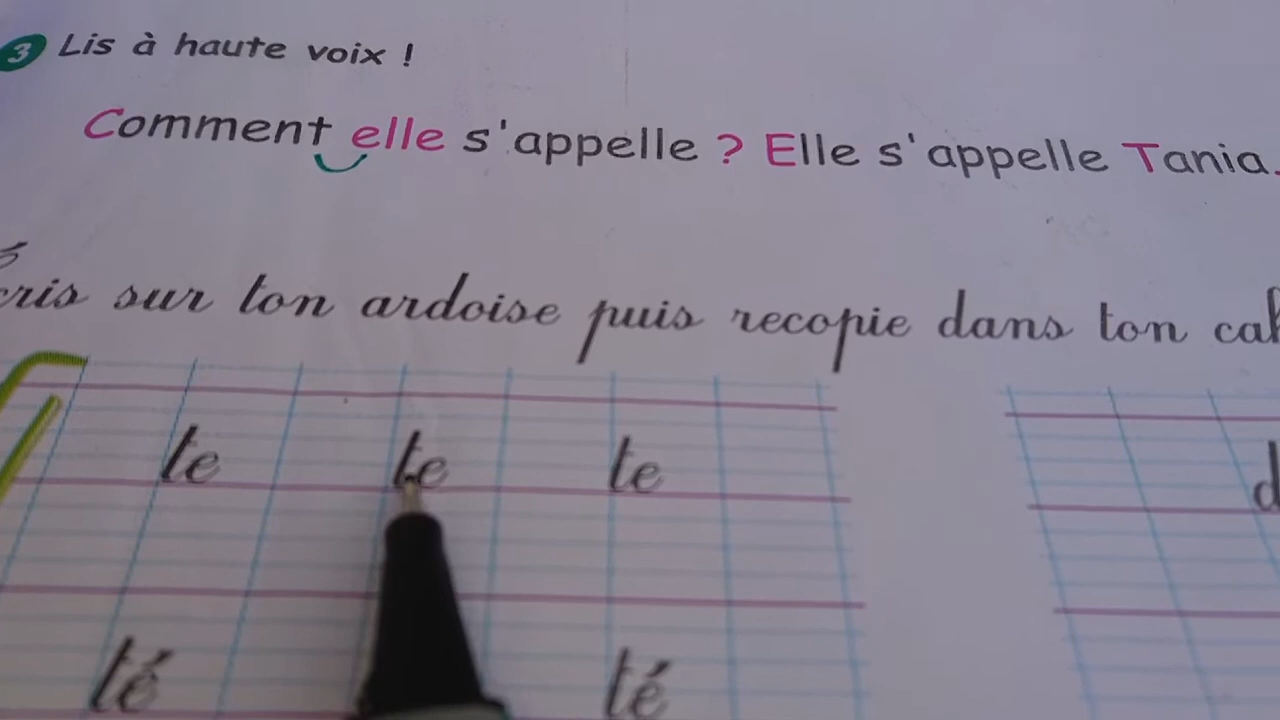 3 Lis à haute voix !
Comment elle s'appelle ? Elle s'appelle Tania.
sur ton ardoise puis recopie dans ton
te te te
té té